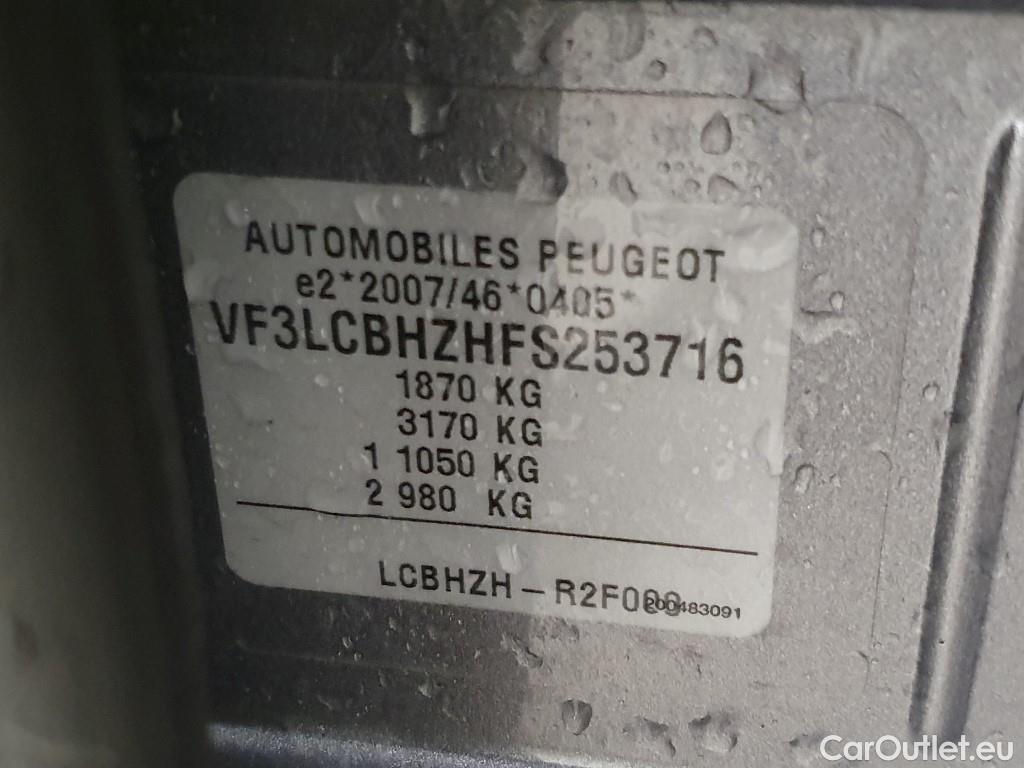 AUTOMOBILES PEUGEOT
e2*2007/46*0405*
VF3LCBHZHFS253716
1870 KG
3170 KG
1 1050 KG
2 980 KG
LCBHZH – R2F000
200483091
CarOutlet.eu